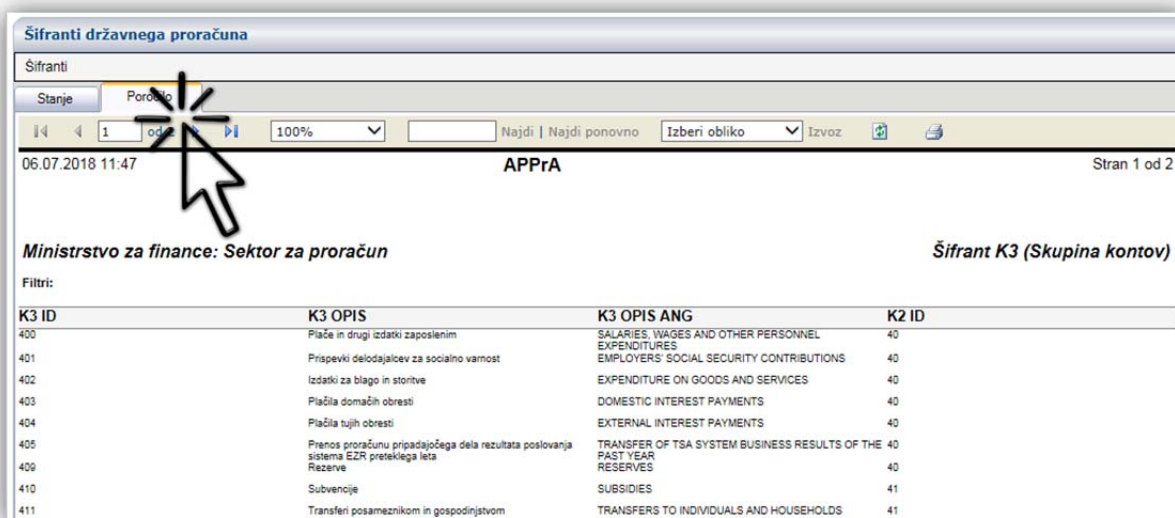 Šifranti državnega proračuna
Šifranti
Stanje Poročilo
1 od 2 100% Najdi | Najdi ponovno Izberi obliko Izvoz
06.07.2018 11:47 APPrA Stran 1 od 2
Ministrstvo za finance: Sektor za proračun Šifrant K3 (Skupina kontov)
Filtri:
K3 ID K3 OPIS K3 OPIS ANG K2 ID
400 Plače in drugi izdatki zaposlenim SALARIES, WAGES AND OTHER PERSONNEL 40
EXPENDITURES
401 Prispevki delodajalcev za socialno varnost EMPLOYERS' SOCIAL SECURITY CONTRIBUTIONS 40
402 Izdatki za blago in storitve EXPENDITURE ON GOODS AND SERVICES 40
403 Plačila domačih obresti DOMESTIC INTEREST PAYMENTS 40
404 Plačila tujih obresti EXTERNAL INTEREST PAYMENTS 40
405 Prenos proračunu pripadajočega dela rezultata poslovanja TRANSFER OF TSA SYSTEM BUSINESS RESULTS OF THE 40
sistema EZR preteklega leta PAST YEAR
409 Rezerve RESERVES 40
410 Subvencije SUBSIDIES 41
411 Transferi posameznikom in gospodinjstvom TRANSFERS TO INDIVIDUALS AND HOUSEHOLDS 41